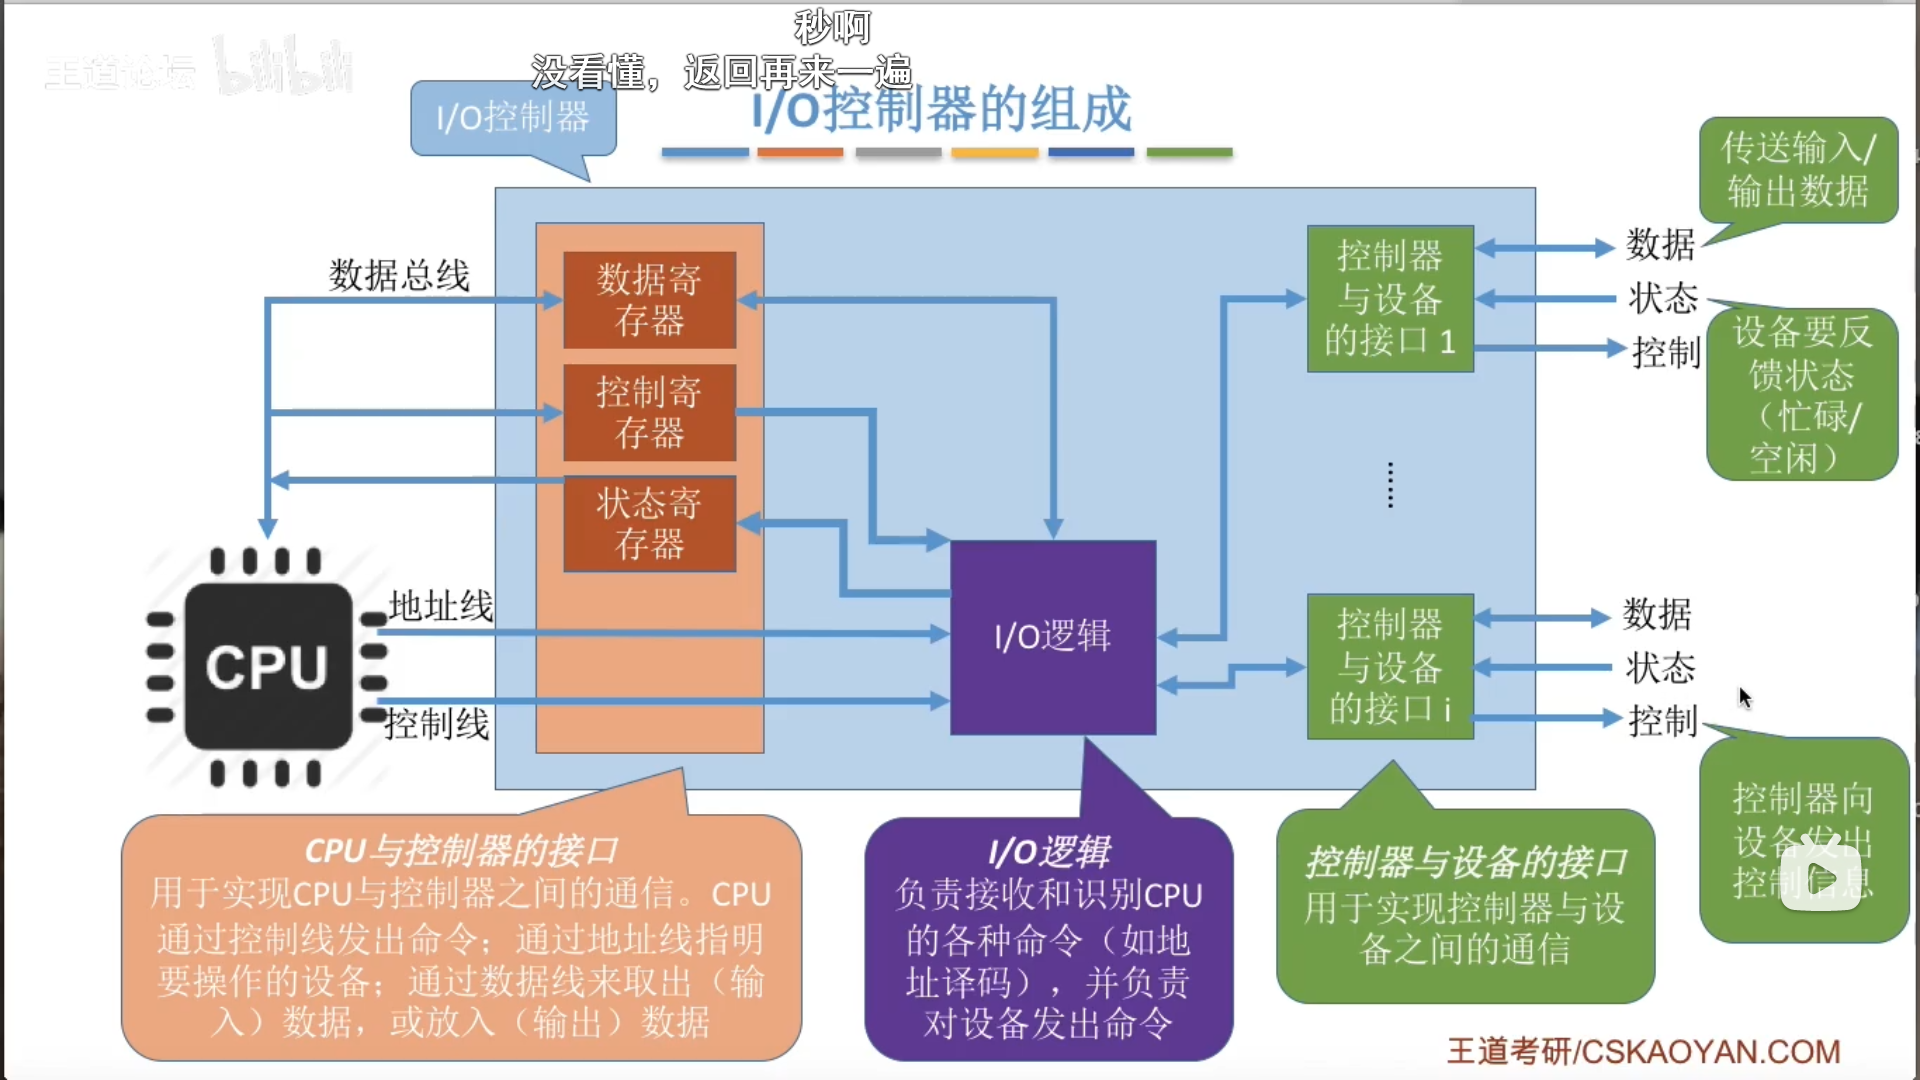 秒啊
没看懂，返回再来一遍
王道论坛 bilibili
I/O控制器
I/O控制器的组成
传送输入/
输出数据
数据总线
数据寄
存器
控制寄
存器
状态寄
存器
控制器
与设备
的接口 1
数据
状态
控制
设备要反
馈状态
（忙碌/
空闲）
CPU
地址线
控制线
I/O逻辑
控制器
与设备
的接口 i
数据
状态
控制
控制器向
设备发出
控制信息
CPU与控制器的接口
用于实现CPU与控制器之间的通信。CPU
通过控制线发出命令；通过地址线指明
要操作的设备；通过数据线来取出（输
入）数据，或放入（输出）数据
I/O逻辑
负责接收和识别CPU
的各种命令（如地
址译码），并负责
对设备发出命令
控制器与设备的接口
用于实现控制器与设
备之间的通信
王道考研/CSKAOYAN.COM